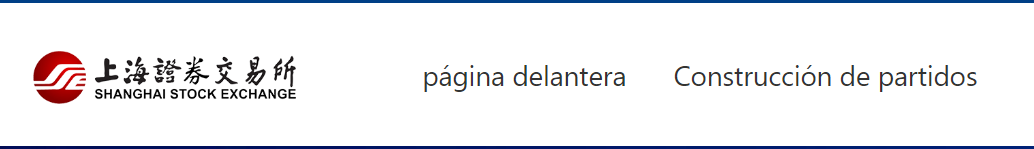 上海證券交易所
SHANGHAI STOCK EXCHANGE
página delantera Construcción de partidos